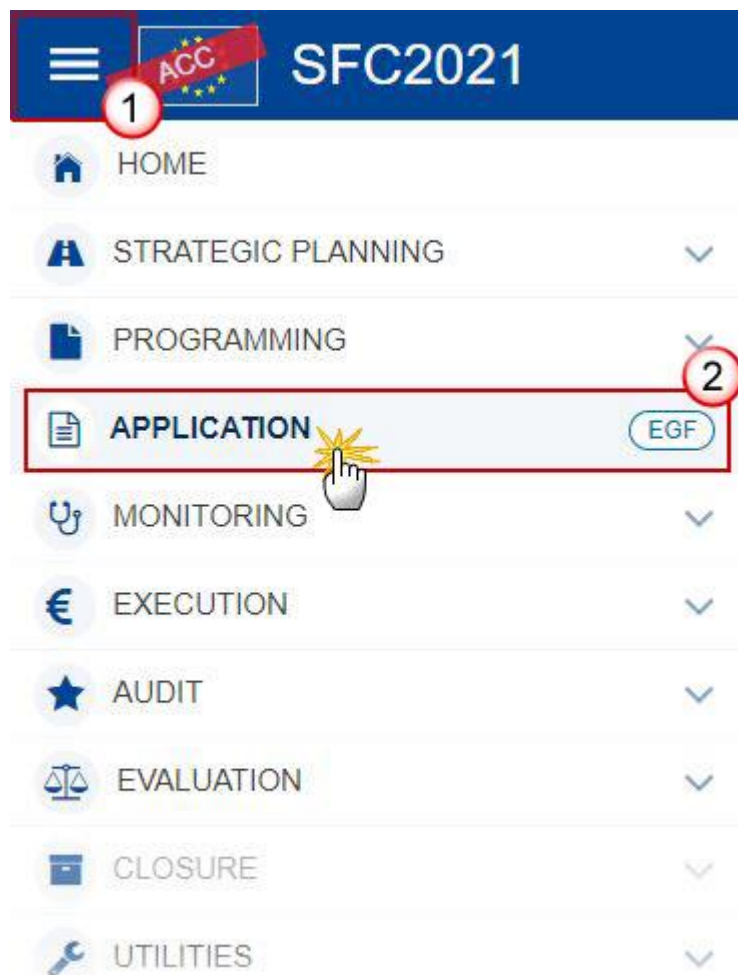 ACC
SFC2021
1
HOME
STRATEGIC PLANNING
PROGRAMMING
2
APPLICATION
EGF
MONITORING
EXECUTION
AUDIT
EVALUATION
CLOSURE
UTILITIES